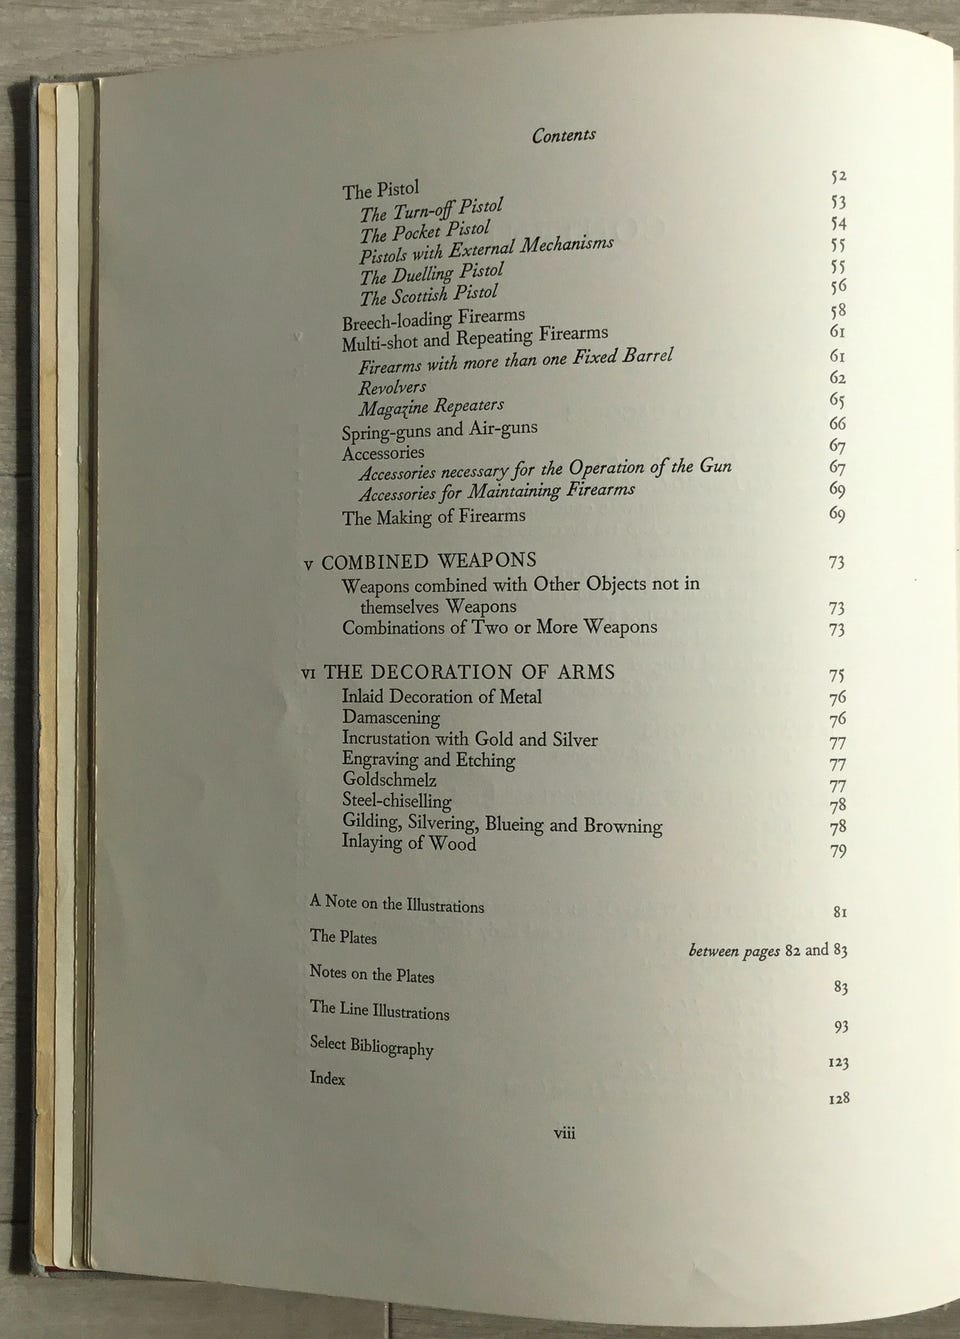 Contents
The Pistol 52
The Turn-off Pistol 53
The Pocket Pistol 54
Pistols with External Mechanisms 55
The Duelling Pistol 55
The Scottish Pistol 56
Breech-loading Firearms 58
Multi-shot and Repeating Firearms 61
Firearms with more than one Fixed Barrel 61
Revolvers 62
Magazine Repeaters 65
Spring-guns and Air-guns 66
Accessories 67
Accessories necessary for the Operation of the Gun 67
Accessories for Maintaining Firearms 69
The Making of Firearms 69
V COMBINED WEAPONS 73
Weapons combined with Other Objects not in
themselves Weapons 73
Combinations of Two or More Weapons 73
VI THE DECORATION OF ARMS 75
Inlaid Decoration of Metal 76
Damascening 76
Incrustation with Gold and Silver 77
Engraving and Etching 77
Goldschmelz 77
Steel-chiselling 78
Gilding, Silvering, Blueing and Browning 78
Inlaying of Wood 79
A Note on the Illustrations 81
The Plates between pages 82 and 83
Notes on the Plates 83
The Line Illustrations 93
Select Bibliography 123
Index 128
viii